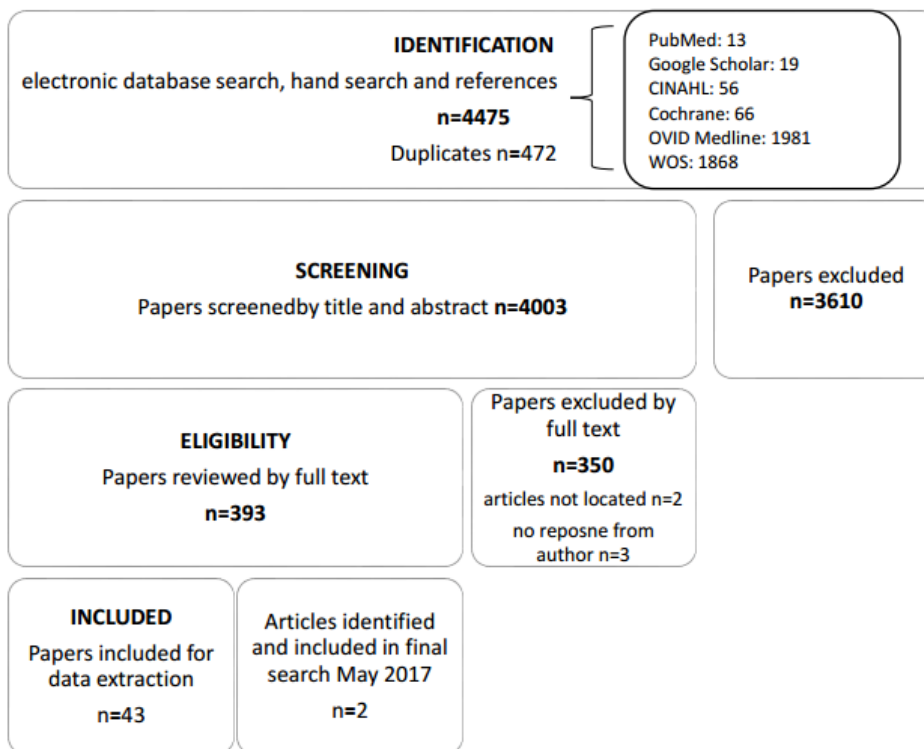 IDENTIFICATION
electronic database search, hand search and references
n=4475
Duplicates n=472
PubMed: 13
Google Scholar: 19
CINAHL: 56
Cochrane: 66
OVID Medline: 1981
WOS: 1868
SCREENING
Papers screenedby title and abstract n=4003
Papers excluded
n=3610
ELIGIBILITY
Papers reviewed by full text
n=393
Papers excluded by
full text
n=350
articles not located n=2
no reposne from
author n=3
INCLUDED
Papers included for
data extraction
n=43
Articles identified
and included in final
search May 2017
n=2